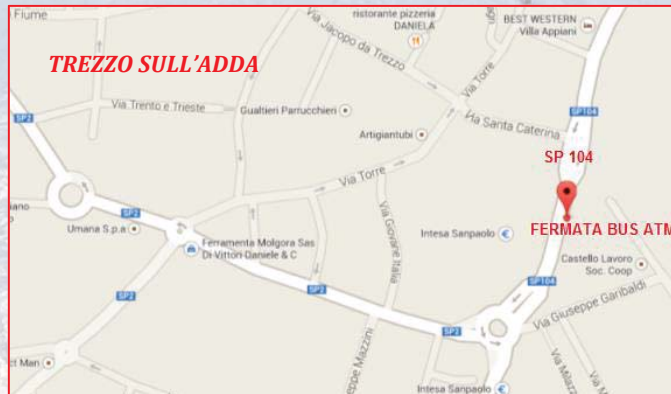 Fiume
ristorante pizzeria
DANIELA
BEST WESTERN
Villa Appiani
Via Jacopo da Trezzo
TREZZO SULL'ADDA
Via Torre
Via Trento e Trieste
Gualtieri Parrucchieri
SP2
SP104
Via Santa Caterina
Artigiantubi
SP 104
Via Torre
Via Giovane Italia
SP2
Umana S.p.a
Intesa Sanpaolo
FERMATA BUS ATM
Ferramenta Molgora Sas
Di Vittori Daniele & C
Castello Lavoro
Soc. Coop
SP2
SP2
SP104
Via Giuseppe Garibaldi
SP2
Intesa Sanpaolo